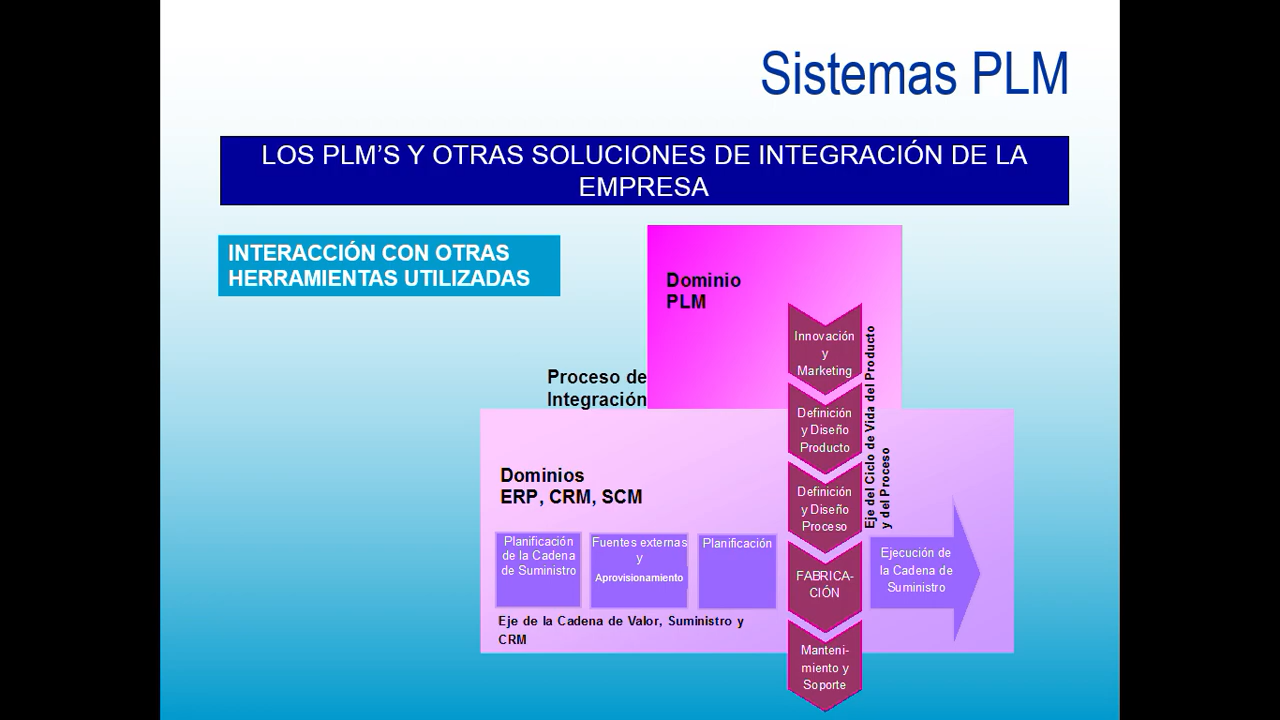 Sistemas PLM
LOS PLM’S Y OTRAS SOLUCIONES DE INTEGRACIÓN DE LA
EMPRESA
INTERACCIÓN CON OTRAS
HERRAMIENTAS UTILIZADAS
Dominio
PLM
Innovación
y
Marketing
Proceso de
Integración
Definición
y Diseño
Producto
Eje del Ciclo de Vida del Producto
y del Proceso
Dominios
ERP, CRM, SCM
Definición
y Diseño
Proceso
Planificación
de la Cadena
de Suministro
Fuentes externas
y
Aprovisionamiento
Planificación
FABRICA-
CIÓN
Ejecución de
la Cadena de
Suministro
Eje de la Cadena de Valor, Suministro y
CRM
Manteni-
miento y
Soporte